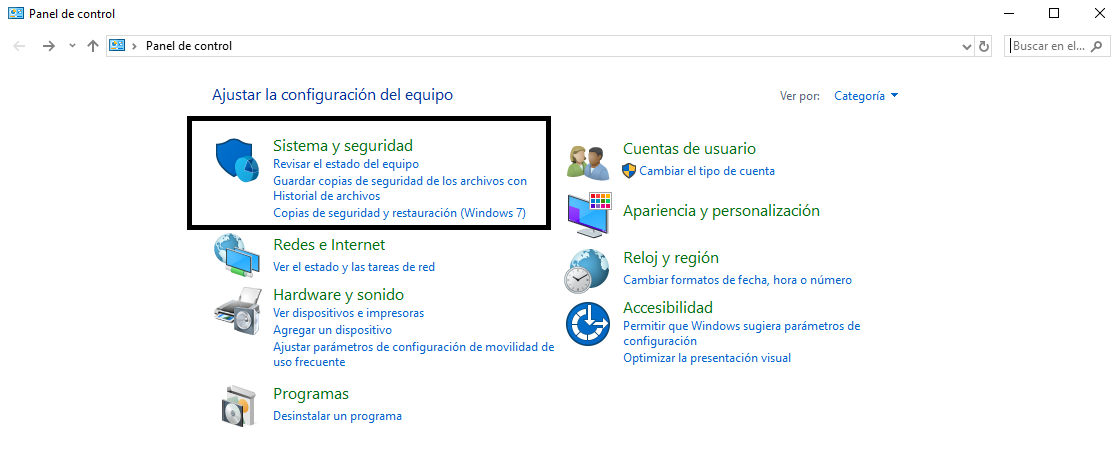 Panel de control
Panel de control
Buscar en el...
Ajustar la configuración del equipo
Ver por:
Categoría
Sistema y seguridad
Revisar el estado del equipo
Guardar copias de seguridad de los archivos con
Historial de archivos
Copias de seguridad y restauración (Windows 7)
Redes e Internet
Ver el estado y las tareas de red
Hardware y sonido
Ver dispositivos e impresoras
Agregar un dispositivo
Ajustar parámetros de configuración de movilidad de
uso frecuente
Programas
Desinstalar un programa
Cuentas de usuario
Cambiar el tipo de cuenta
Apariencia y personalización
Reloj y región
Cambiar formatos de fecha, hora o número
Accesibilidad
Permitir que Windows sugiera parámetros de
configuración
Optimizar la presentación visual